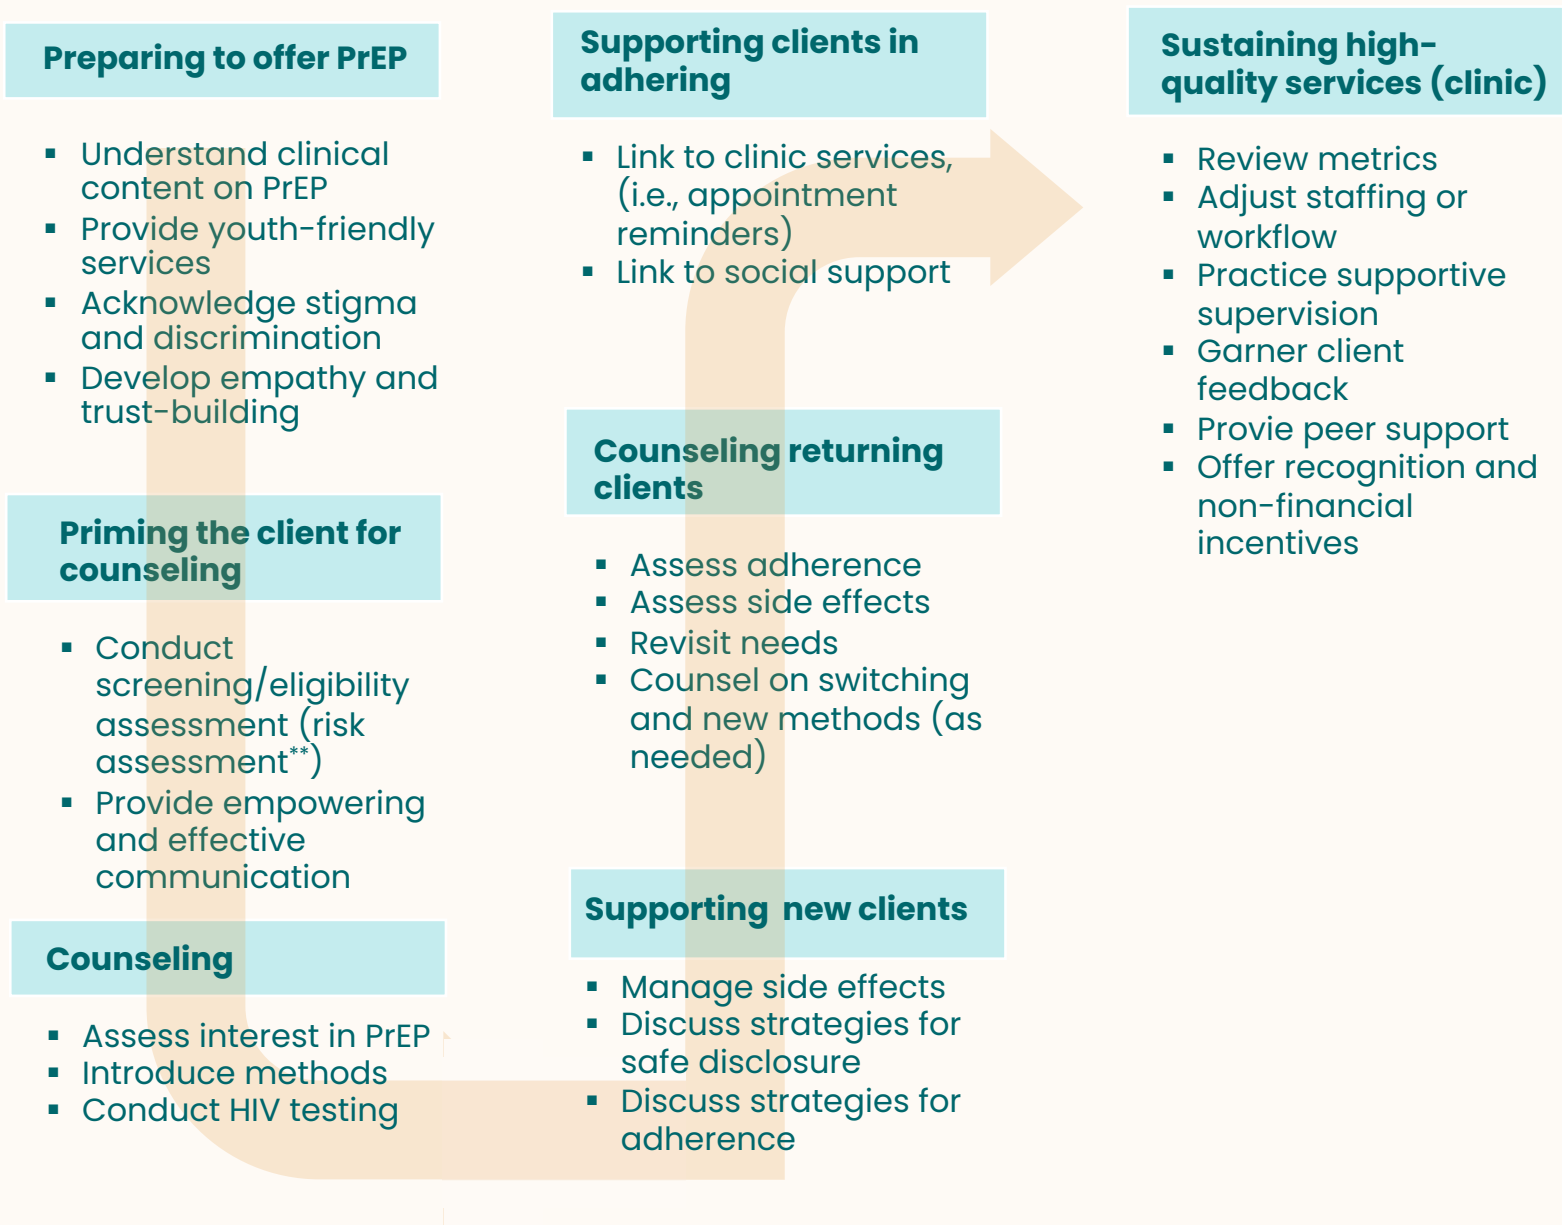 Preparing to offer PrEP
▪ Understand clinical
content on PrEP
▪ Provide youth-friendly
services
▪ Acknowledge stigma
and discrimination
▪ Develop empathy and
trust-building
Priming the client for
counseling
▪ Conduct
screening/eligibility
assessment (risk
assessment**)
▪ Provide empowering
and effective
communication
Counseling
▪ Assess interest in PrEP
▪ Introduce methods
▪ Conduct HIV testing
Supporting clients in
adhering
▪ Link to clinic services,
(i.e., appointment
reminders)
▪ Link to social support
Counseling returning
clients
▪ Assess adherence
▪ Assess side effects
▪ Revisit needs
▪ Counsel on switching
and new methods (as
needed)
Supporting new clients
▪ Manage side effects
▪ Discuss strategies for
safe disclosure
▪ Discuss strategies for
adherence
Sustaining high-
quality services (clinic)
▪ Review metrics
▪ Adjust staffing or
workflow
▪ Practice supportive
supervision
▪ Garner client
feedback
▪ Provie peer support
▪ Offer recognition and
non-financial
incentives